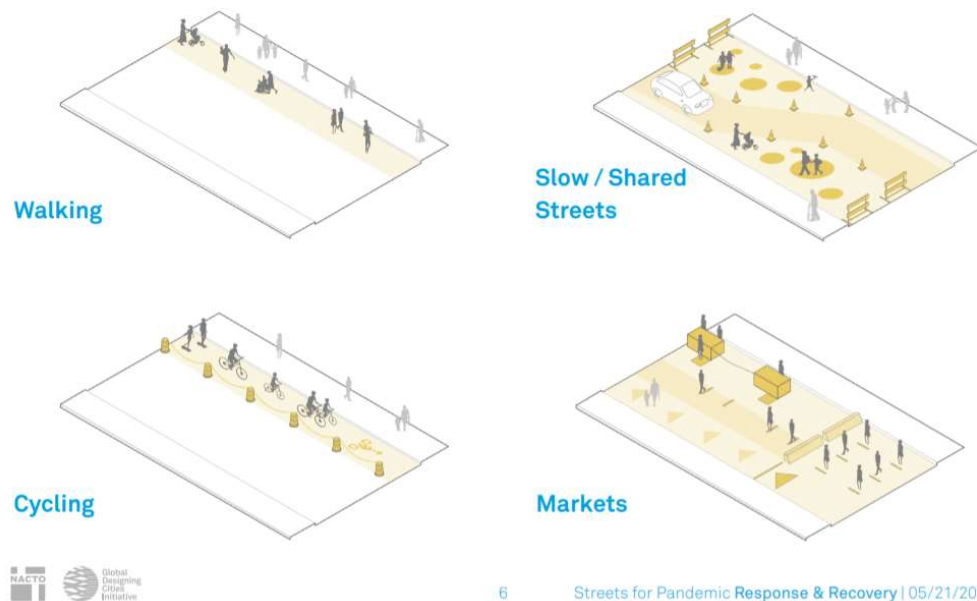 Walking
Slow / Shared
Streets
Cycling
Markets
NACTO
Global
Designing
Cities
Initiative
6
Streets for Pandemic Response & Recovery | 05/21/20